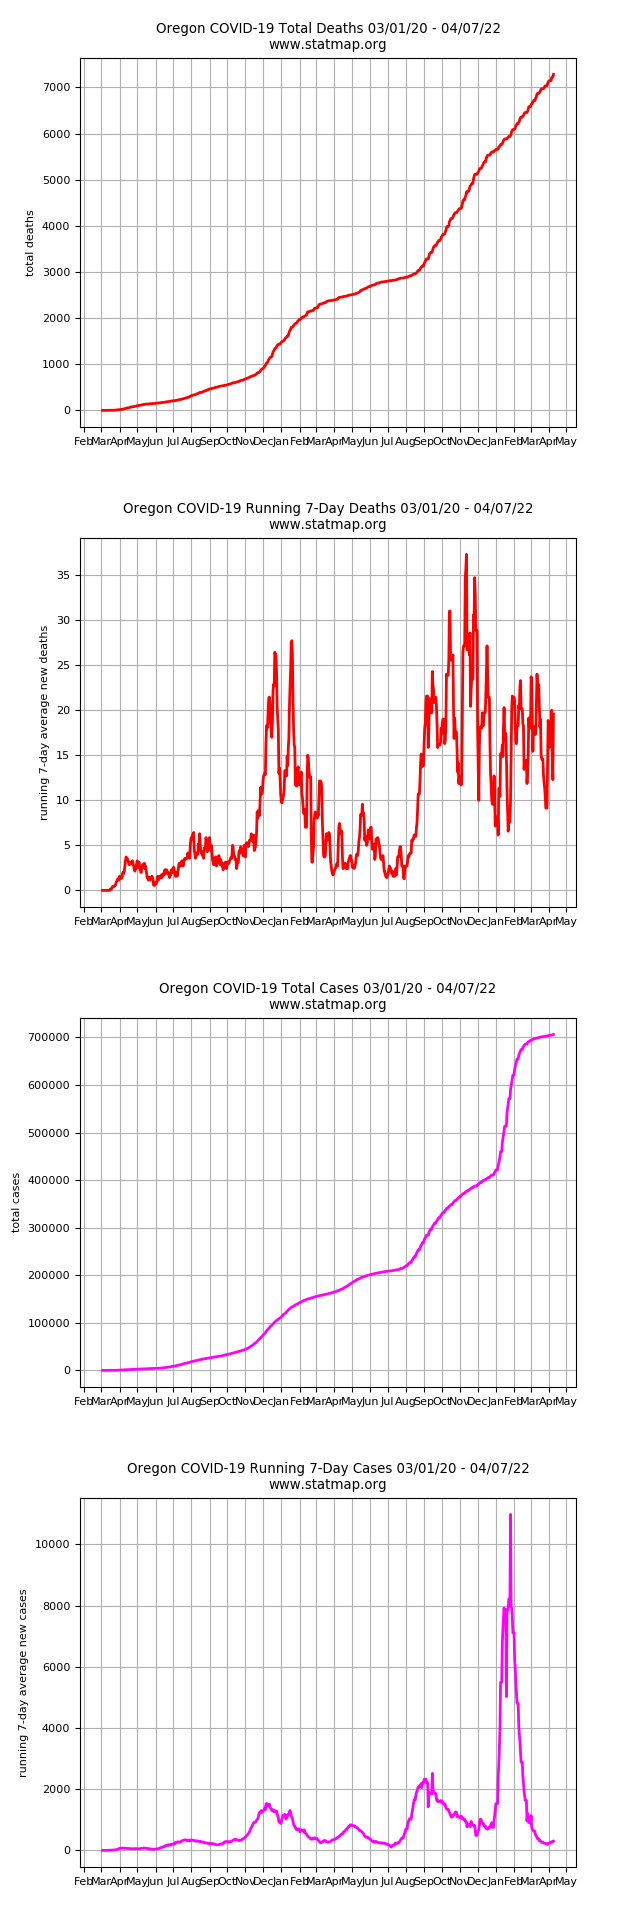 Oregon COVID-19 Total Deaths 03/01/20 - 04/07/22
www.statmap.org
total deaths
7000
6000
5000
4000
3000
2000
1000
0
Feb Mar Apr May Jun Jul Aug Sep Oct Nov Dec Jan Feb Mar Apr May Jun Jul Aug Sep Oct Nov Dec Jan Feb Mar Apr May
Oregon COVID-19 Running 7-Day Deaths 03/01/20 - 04/07/22
www.statmap.org
running 7-day average new deaths
35
30
25
20
15
10
5
0
Feb Mar Apr May Jun Jul Aug Sep Oct Nov Dec Jan Feb Mar Apr May Jun Jul Aug Sep Oct Nov Dec Jan Feb Mar Apr May
Oregon COVID-19 Total Cases 03/01/20 - 04/07/22
www.statmap.org
total cases
700000
600000
500000
400000
300000
200000
100000
0
Feb Mar Apr May Jun Jul Aug Sep Oct Nov Dec Jan Feb Mar Apr May Jun Jul Aug Sep Oct Nov Dec Jan Feb Mar Apr May
Oregon COVID-19 Running 7-Day Cases 03/01/20 - 04/07/22
www.statmap.org
running 7-day average new cases
10000
8000
6000
4000
2000
0
Feb Mar Apr May Jun Jul Aug Sep Oct Nov Dec Jan Feb Mar Apr May Jun Jul Aug Sep Oct Nov Dec Jan Feb Mar Apr May